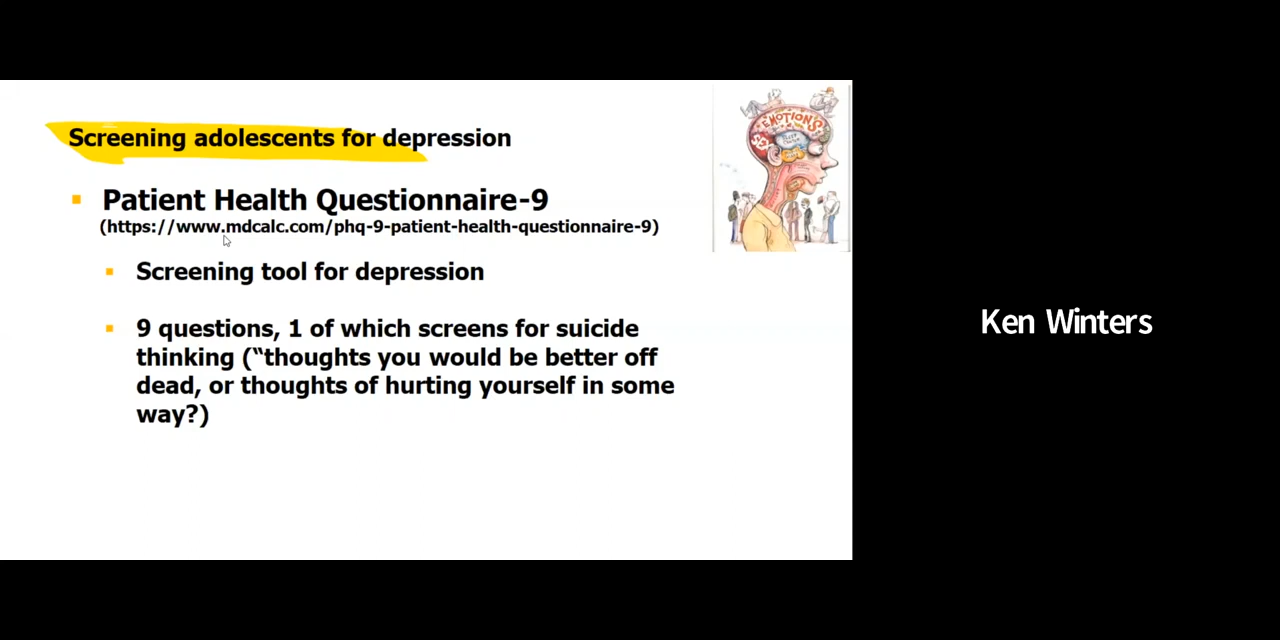 Screening adolescents for depression
Patient Health Questionnaire-9
(https://www.mdcalc.com/phq-9-patient-health-questionnaire-9)
Screening tool for depression
9 questions, 1 of which screens for suicide
thinking (“thoughts you would be better off
dead, or thoughts of hurting yourself in some
way?)
EMOTIONS
SEX
Ken Winters